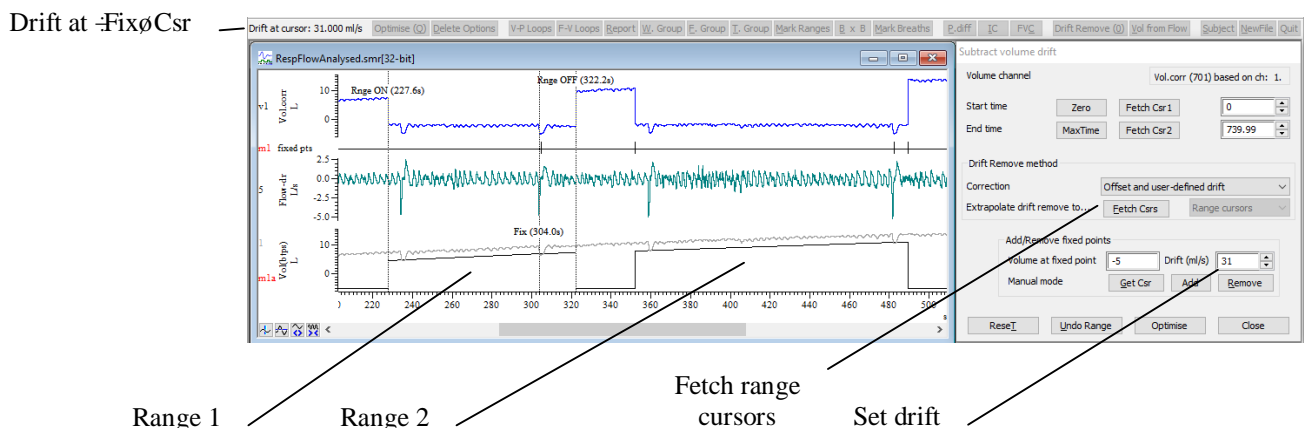 Drift at ÷FixøCsr
Drift at cursor: 31.000 ml/s Optimise (O) Delete Options V-P Loops F-V Loops Report W. Group F. Group T. Group Mark Ranges B x B Mark Breaths P.diff IC FVC Drift Remove (0) Vol from Flow Subject NewFile Quit
RespFlowAnalysed.smr[32-bit]
Rnge ON (227.6s)
Rnge OFF (322.2s)
v1 Vol.corr L
10
0
m1 fixed pts
5 Flow-dr L/s
2.5
0.0
-2.5
-5.0
Fix (304.0s)
1 Vol(btps) L
m1a
10
0
0 220 240 260 280 300 320 340 360 380 400 420 440 460 480 500
s
Subtract volume drift
Volume channel Vol.corr (701) based on ch: 1.
Start time Zero Fetch Csr1 0
End time MaxTime Fetch Csr2 739.99
Drift Remove method
Correction Offset and user-defined drift
Extrapolate drift remove to... Fetch Csrs Range cursors
Add/Remove fixed points
Volume at fixed point -5 Drift (ml/s) 31
Manual mode Get Csr Add Remove
ReseT Undo Range Optimise Close
Range 1
Range 2
Fetch range
cursors
Set drift